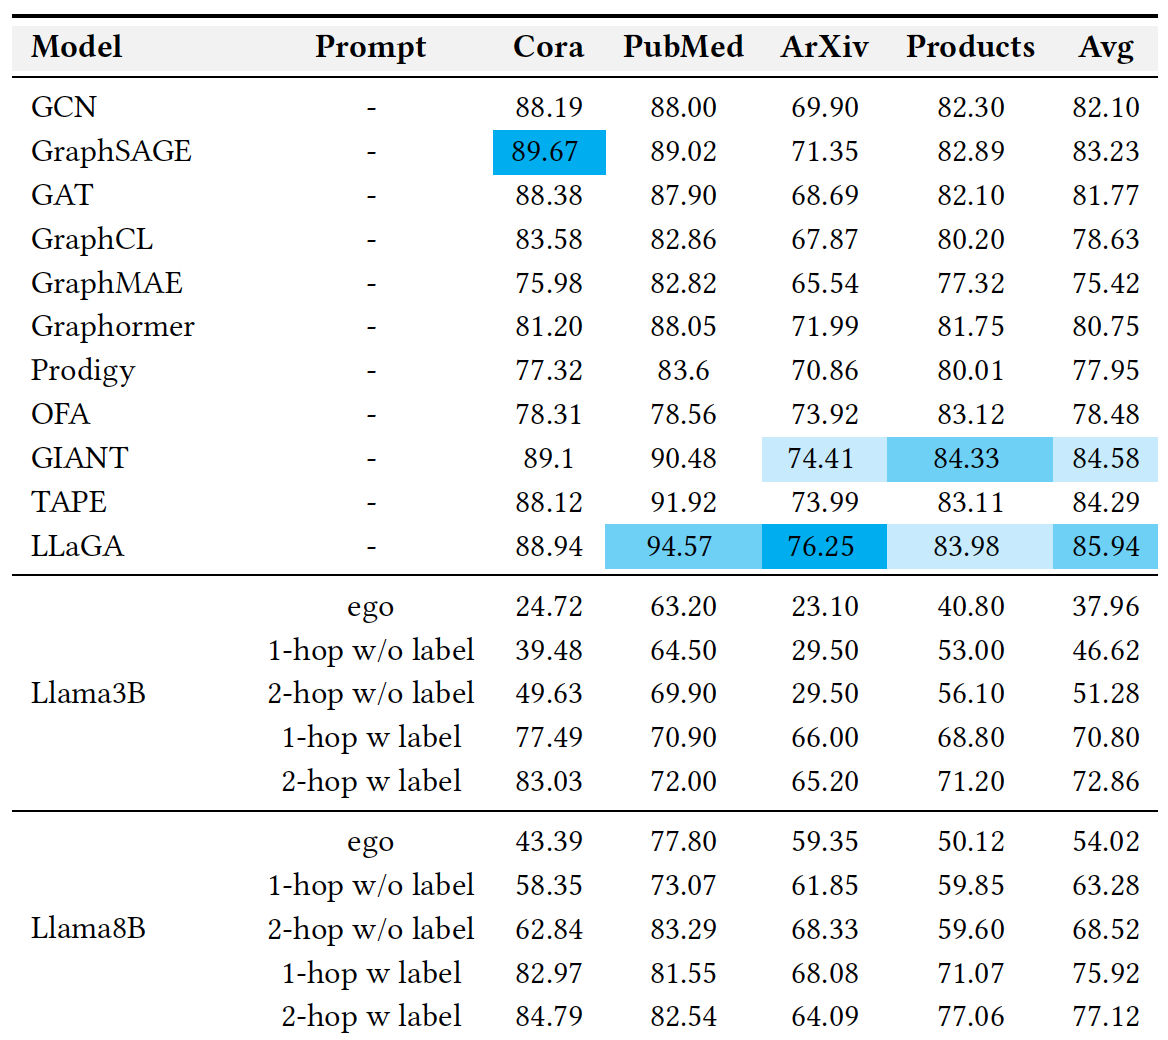 Model Prompt Cora PubMed ArXiv Products Avg
GCN - 88.19 88.00 69.90 82.30 82.10
GraphSAGE - 89.67 89.02 71.35 82.89 83.23
GAT - 88.38 87.90 68.69 82.10 81.77
GraphCL - 83.58 82.86 67.87 80.20 78.63
GraphMAE - 75.98 82.82 65.54 77.32 75.42
Graphormer - 81.20 88.05 71.99 81.75 80.75
Prodigy - 77.32 83.6 70.86 80.01 77.95
OFA - 78.31 78.56 73.92 83.12 78.48
GIANT - 89.1 90.48 74.41 84.33 84.58
TAPE - 88.12 91.92 73.99 83.11 84.29
LLaGA - 88.94 94.57 76.25 83.98 85.94
ego 24.72 63.20 23.10 40.80 37.96
1-hop w/o label 39.48 64.50 29.50 53.00 46.62
Llama3B 2-hop w/o label 49.63 69.90 29.50 56.10 51.28
1-hop w label 77.49 70.90 66.00 68.80 70.80
2-hop w label 83.03 72.00 65.20 71.20 72.86
ego 43.39 77.80 59.35 50.12 54.02
1-hop w/o label 58.35 73.07 61.85 59.85 63.28
Llama8B 2-hop w/o label 62.84 83.29 68.33 59.60 68.52
1-hop w label 82.97 81.55 68.08 71.07 75.92
2-hop w label 84.79 82.54 64.09 77.06 77.12